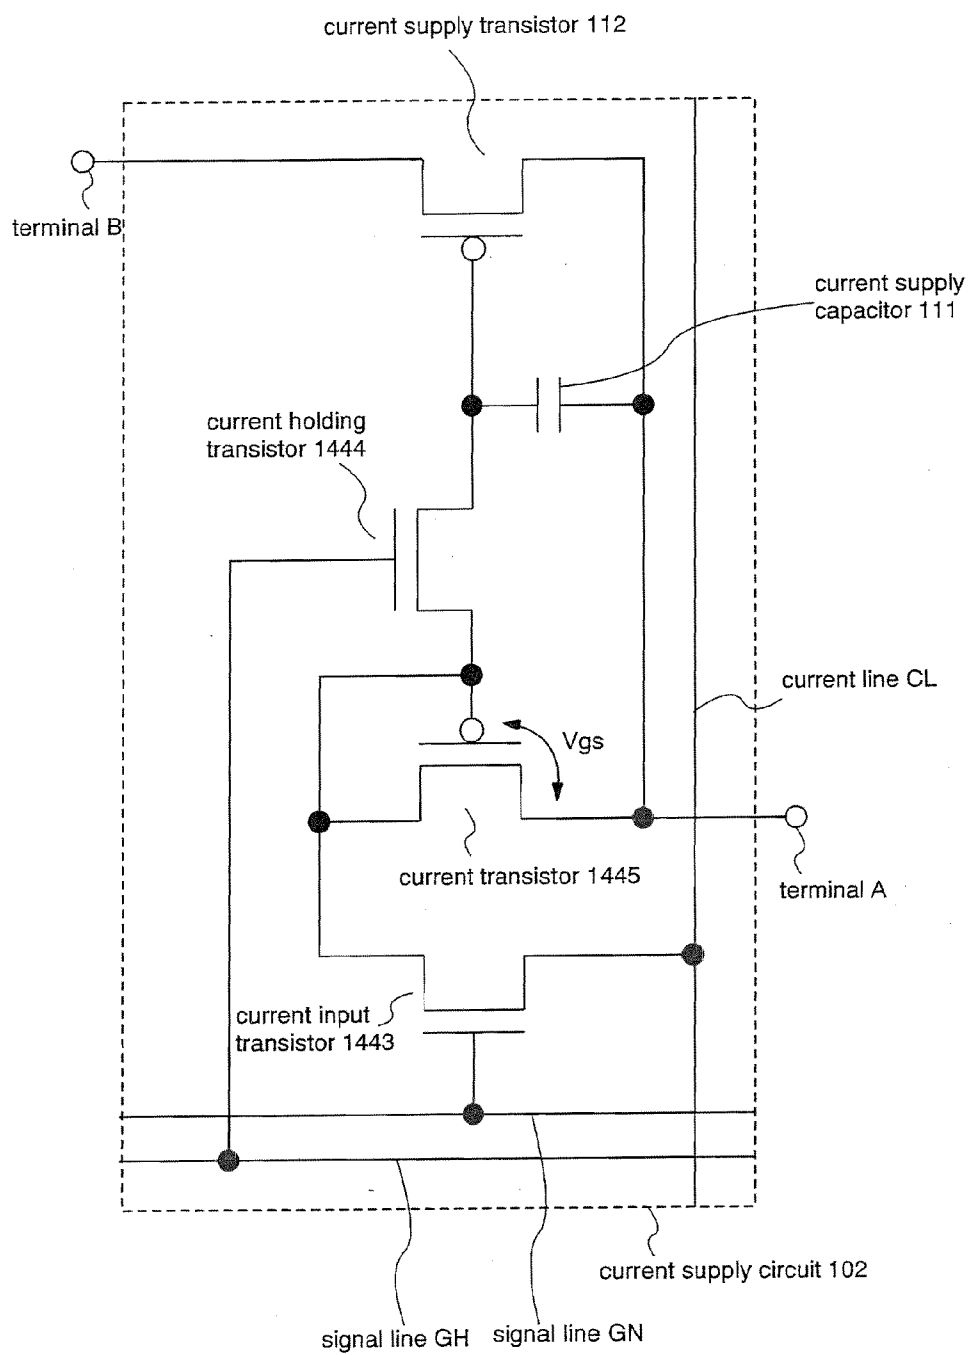 current supply transistor 112
terminal B
current supply
capacitor 111
current holding
transistor 1444
current line CL
Vgs
current transistor 1445
terminal A
current input
transistor 1443
current supply circuit 102
signal line GH
signal line GN